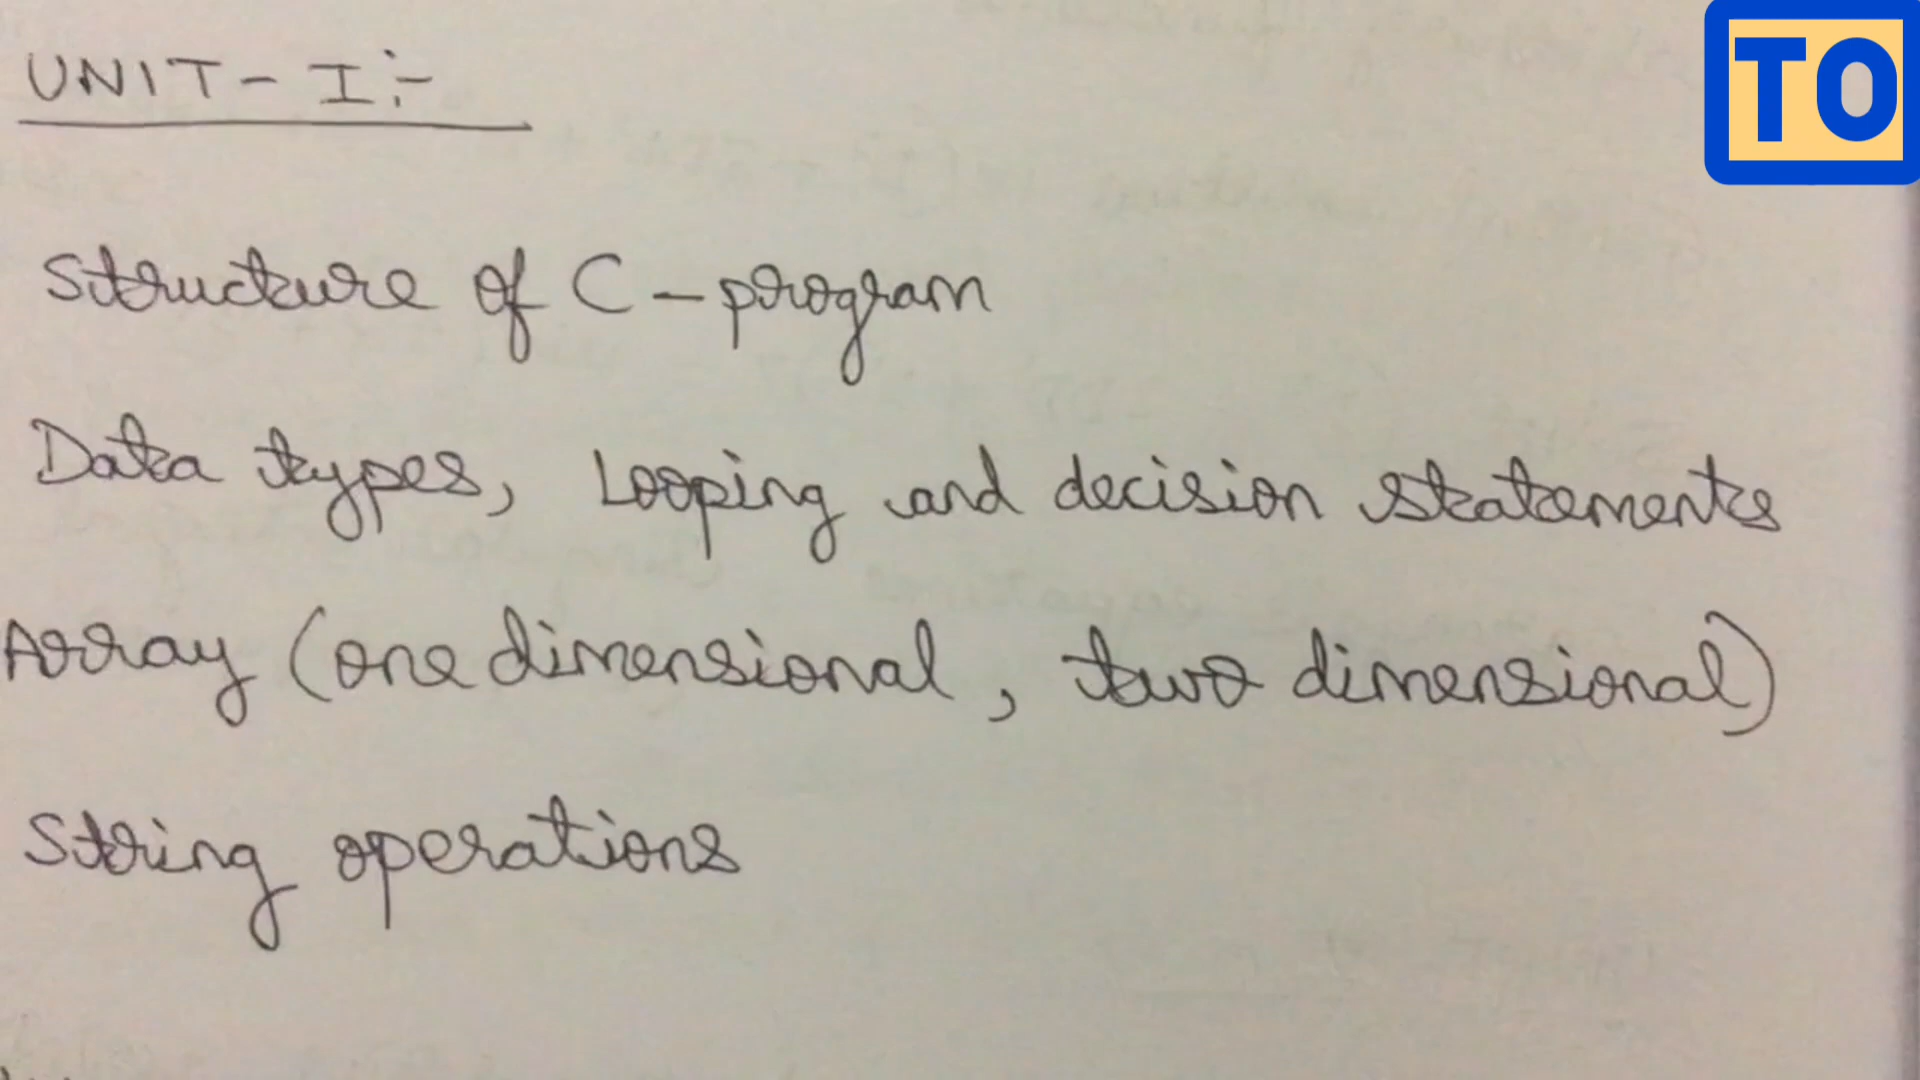 UNIT - I :-
TO
Structure of C - program
Data types, Looping and decision statements
Array (one dimensional, two dimensional)
String operations